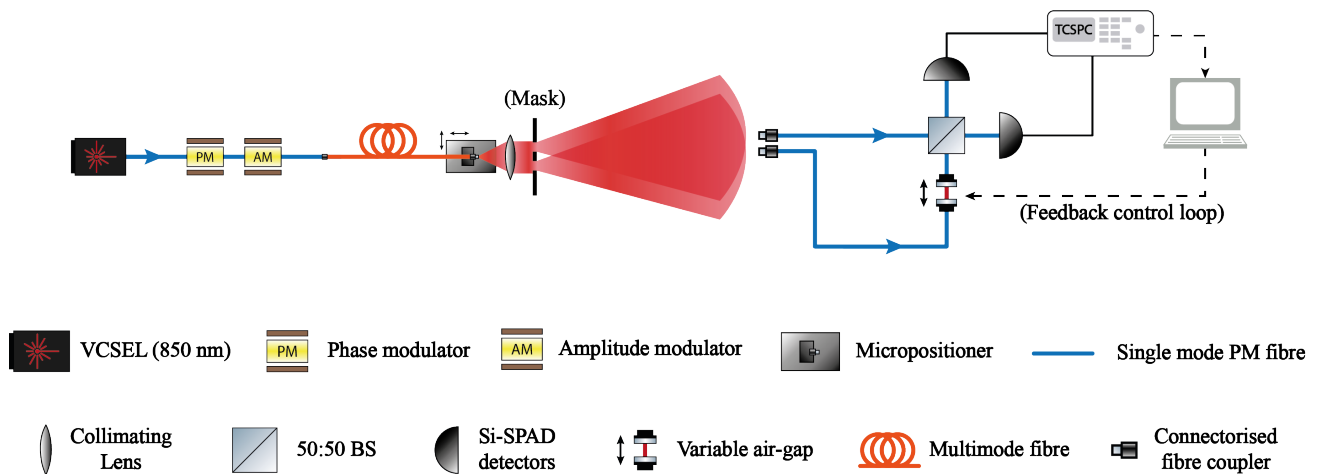 TCSPC
(Mask)
PM
AM
(Feedback control loop)
VCSEL (850 nm)
PM
Phase modulator
AM
Amplitude modulator
Micropositioner
Single mode PM fibre
Collimating
Lens
50:50 BS
Si-SPAD
detectors
Variable air-gap
Multimode fibre
Connectorised
fibre coupler